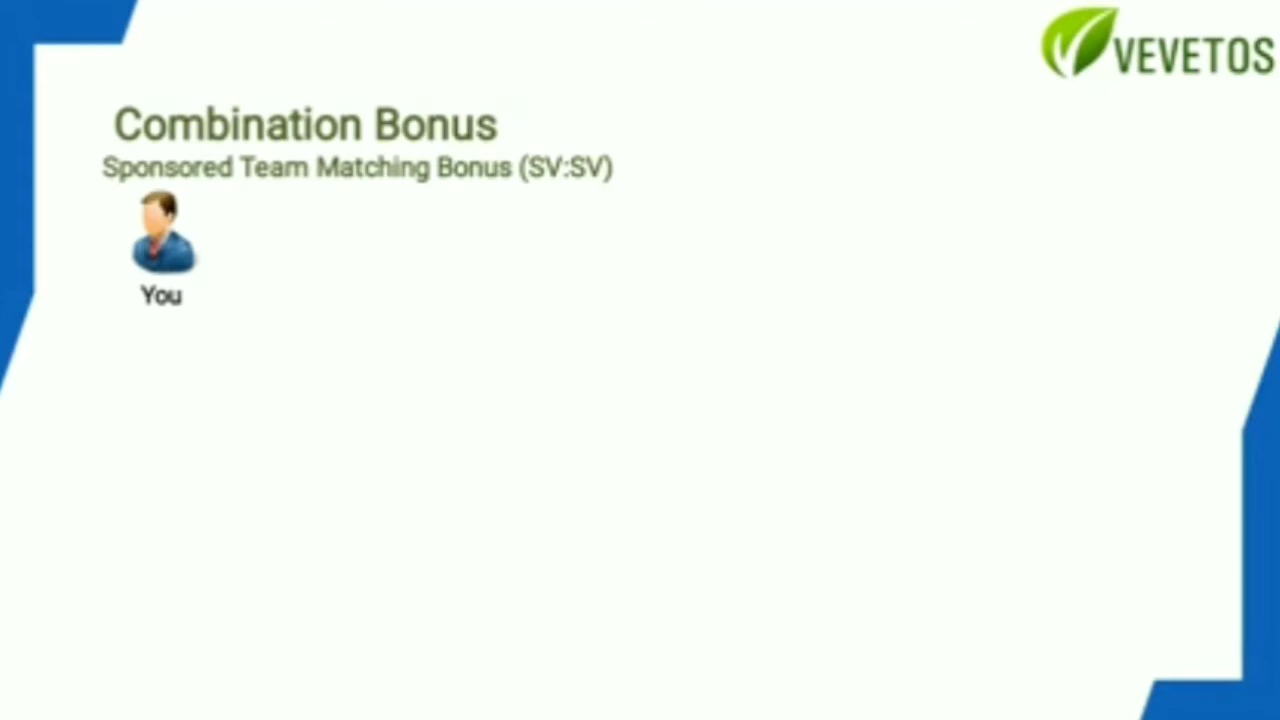 VEVETOS
Combination Bonus
Sponsored Team Matching Bonus (SV:SV)
You